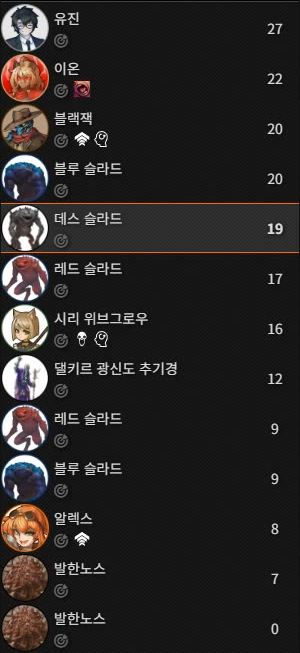 유진 27
이온 22
블랙잭 20
블루 슬라드 20
데스 슬라드 19
레드 슬라드 17
시리 위브그로우 16
댈키르 광신도 추기경 12
레드 슬라드 9
블루 슬라드 9
알렉스 8
발한노스 7
발한노스 0